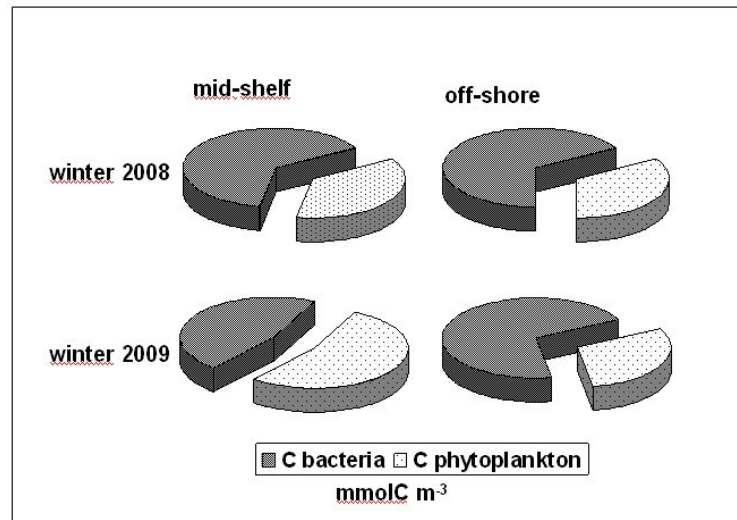 mid-shelf
off-shore
winter 2008
winter 2009
C bacteria C phytoplankton
mmolC m⁻³